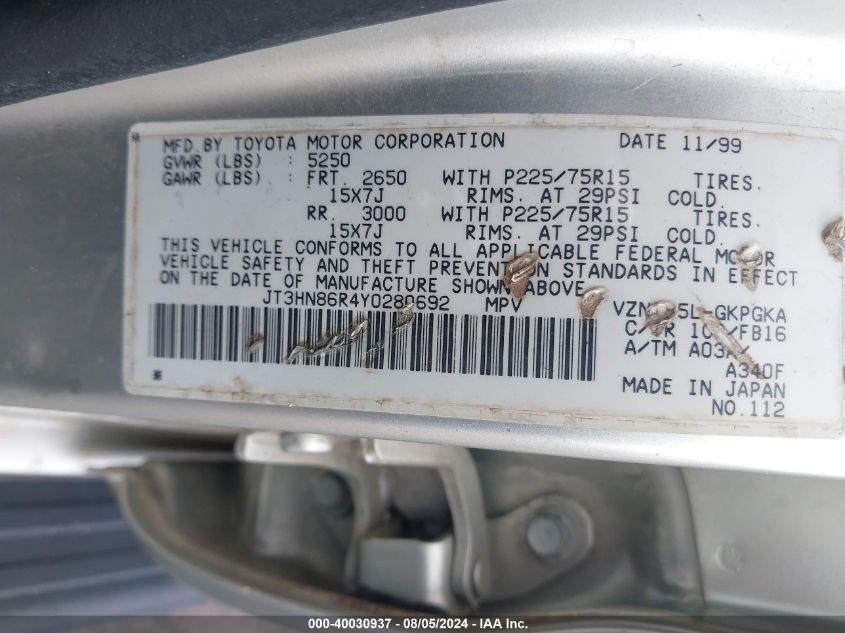 MFD.BY TOYOTA MOTOR CORPORATION DATE 11/99
GVWR (LBS) : 5250
GAWR (LBS) : FRT. 2650 WITH P225/75R15 TIRES.
15X7J RIMS. AT 29PSI COLD.
RR. 3000 WITH P225/75R15 TIRES.
15X7J RIMS. AT 29PSI COLD.
THIS VEHICLE CONFORMS TO ALL APPLICABLE FEDERAL MOTOR
VEHICLE SAFETY AND THEFT PREVENTION STANDARDS IN EFFECT
ON THE DATE OF MANUFACTURE SHOWN ABOVE.
JT3HN86R4Y0280692 MPV
C/TR
A/TM
A340F
MADE IN JAPAN
NO.112
000-40030937 - 08/05/2024 - IAA Inc.